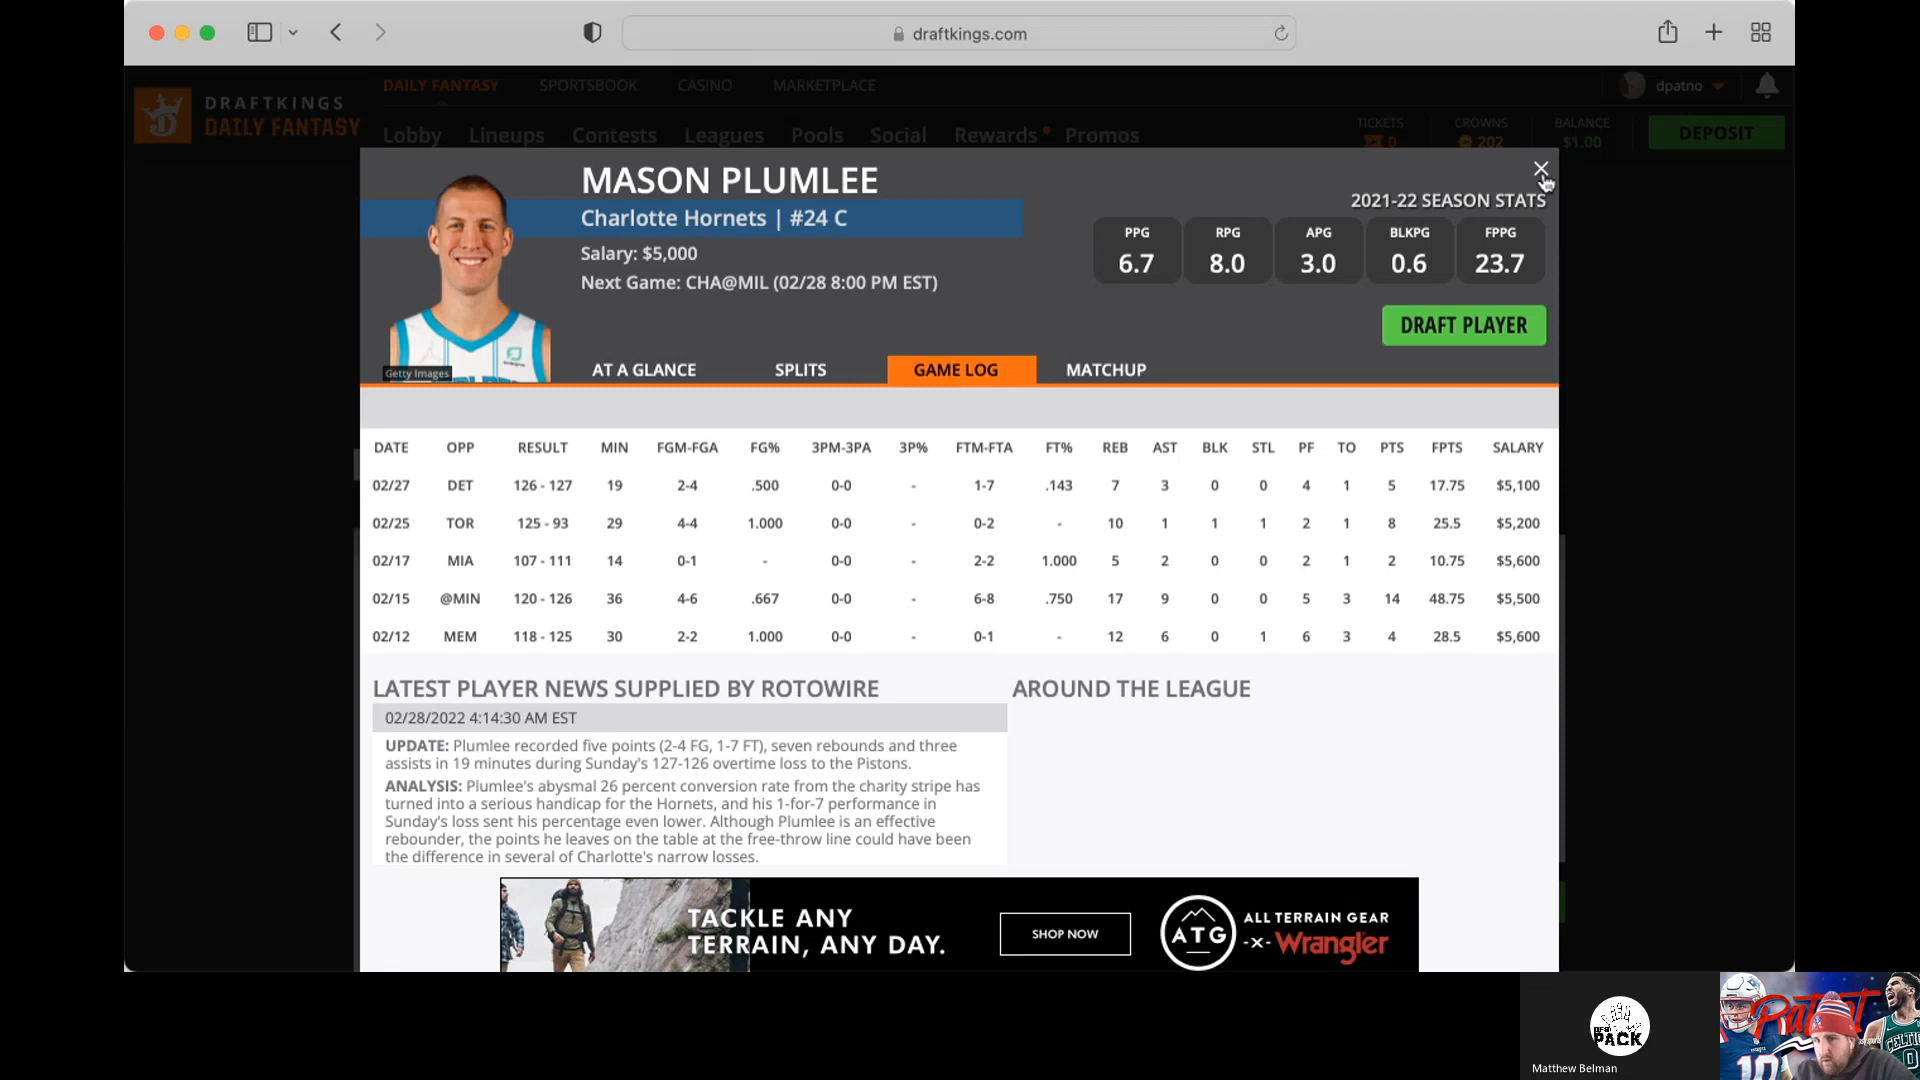 draftkings.com
DRAFTKINGS
DAILY FANTASY
DAILY FANTASY SPORTSBOOK CASINO MARKETPLACE
dpatno
Lobby Lineups Contests Leagues Pools Social Rewards Promos
TICKETS CROWNS BALANCE
0 202 $1.00
DEPOSIT
MASON PLUMLEE
Charlotte Hornets | #24 C
Salary: $5,000
Next Game: CHA@MIL (02/28 8:00 PM EST)
2021-22 SEASON STATS
PPG RPG APG BLKPG FPPG
6.7 8.0 3.0 0.6 23.7
DRAFT PLAYER
Getty Images
AT A GLANCE SPLITS GAME LOG MATCHUP
DATE OPP RESULT MIN FGM-FGA FG% 3PM-3PA 3P% FTM-FTA FT% REB AST BLK STL PF TO PTS FPTS SALARY
02/27 DET 126 - 127 19 2-4 .500 0-0 - 1-7 .143 7 3 0 0 4 1 5 17.75 $5,100
02/25 TOR 125 - 93 29 4-4 1.000 0-0 - 0-2 - 10 1 1 1 2 1 8 25.5 $5,200
02/17 MIA 107 - 111 14 0-1 - 0-0 - 2-2 1.000 5 2 0 0 2 1 2 10.75 $5,600
02/15 @MIN 120 - 126 36 4-6 .667 0-0 - 6-8 .750 17 9 0 0 5 3 14 48.75 $5,500
02/12 MEM 118 - 125 30 2-2 1.000 0-0 - 0-1 - 12 6 0 1 6 3 4 28.5 $5,600
LATEST PLAYER NEWS SUPPLIED BY ROTOWIRE
AROUND THE LEAGUE
02/28/2022 4:14:30 AM EST
UPDATE: Plumlee recorded five points (2-4 FG, 1-7 FT), seven rebounds and three
assists in 19 minutes during Sunday's 127-126 overtime loss to the Pistons.
ANALYSIS: Plumlee's abysmal 26 percent conversion rate from the charity stripe has
turned into a serious handicap for the Hornets, and his 1-for-7 performance in
Sunday's loss sent his percentage even lower. Although Plumlee is an effective
rebounder, the points he leaves on the table at the free-throw line could have been
the difference in several of Charlotte's narrow losses.
TACKLE ANY
TERRAIN, ANY DAY.
SHOP NOW
ATG
ALL TERRAIN GEAR
-x- Wrangler
PACK
Matthew Belman
10